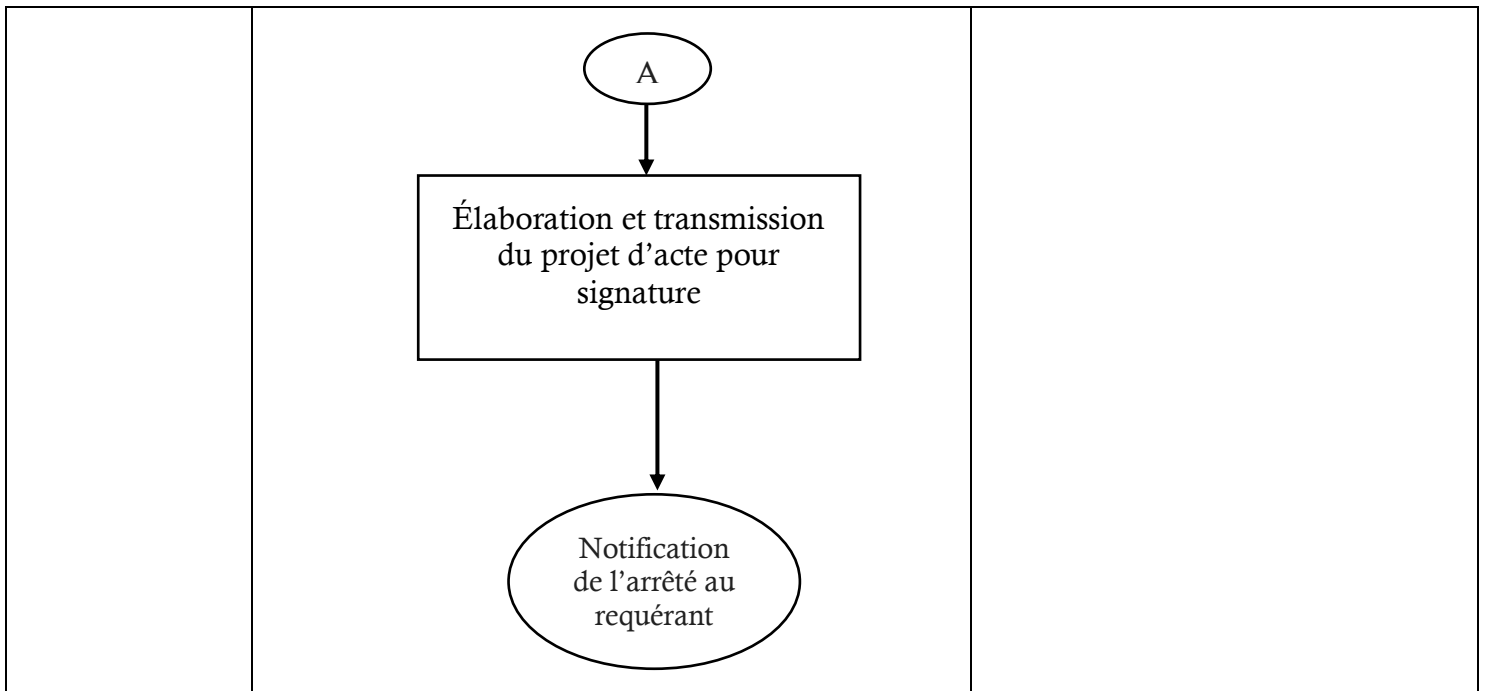 A
Élaboration et transmission
du projet d’acte pour
signature
Notification
de l’arrêté au
requérant